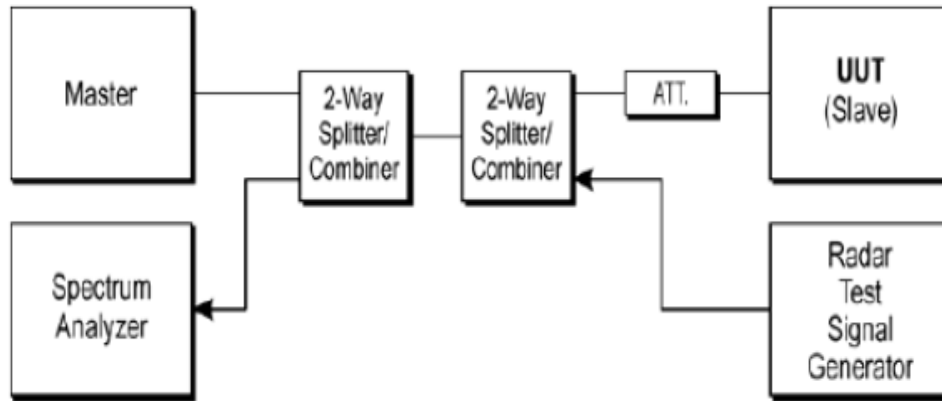 Master
2-Way
Splitter/
Combiner
2-Way
Splitter/
Combiner
ATT.
UUT
(Slave)
Spectrum
Analyzer
Radar
Test
Signal
Generator